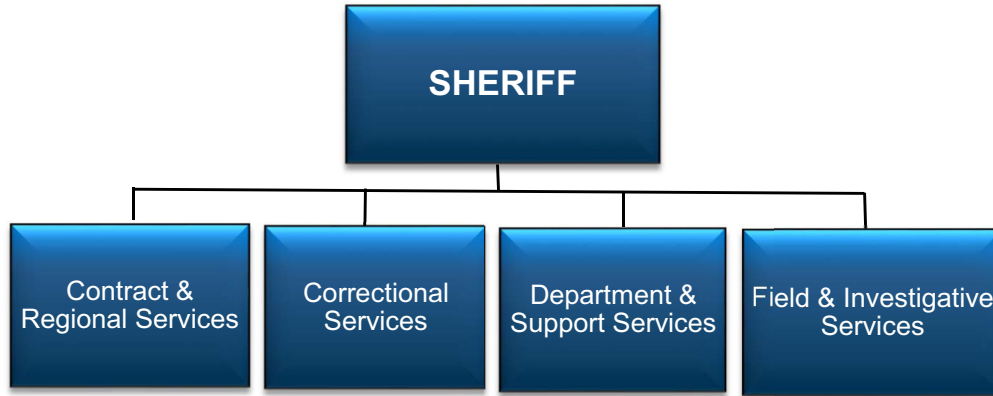 SHERIFF
Contract &
Regional Services
Correctional
Services
Department &
Support Services
Field & Investigative
Services